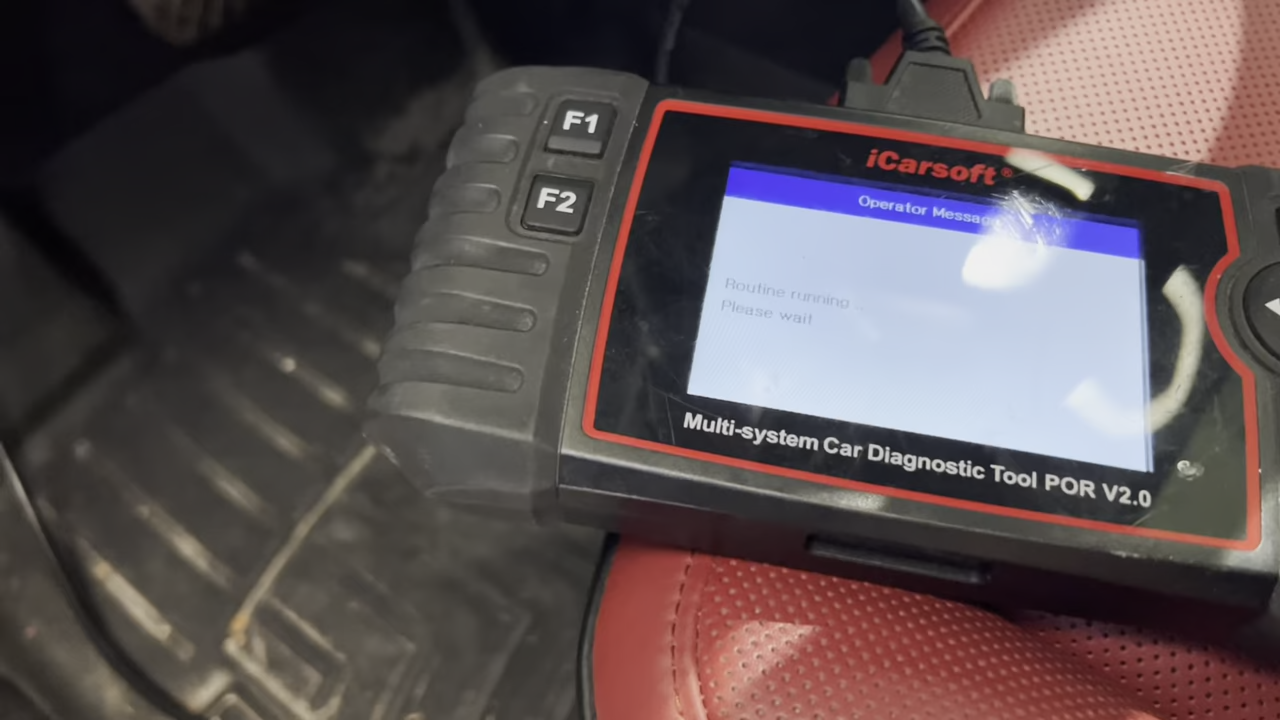 F1
F2
iCarsoft®
Operator Message
Routine running ...
Please wait
Multi-system Car Diagnostic Tool POR V2.0